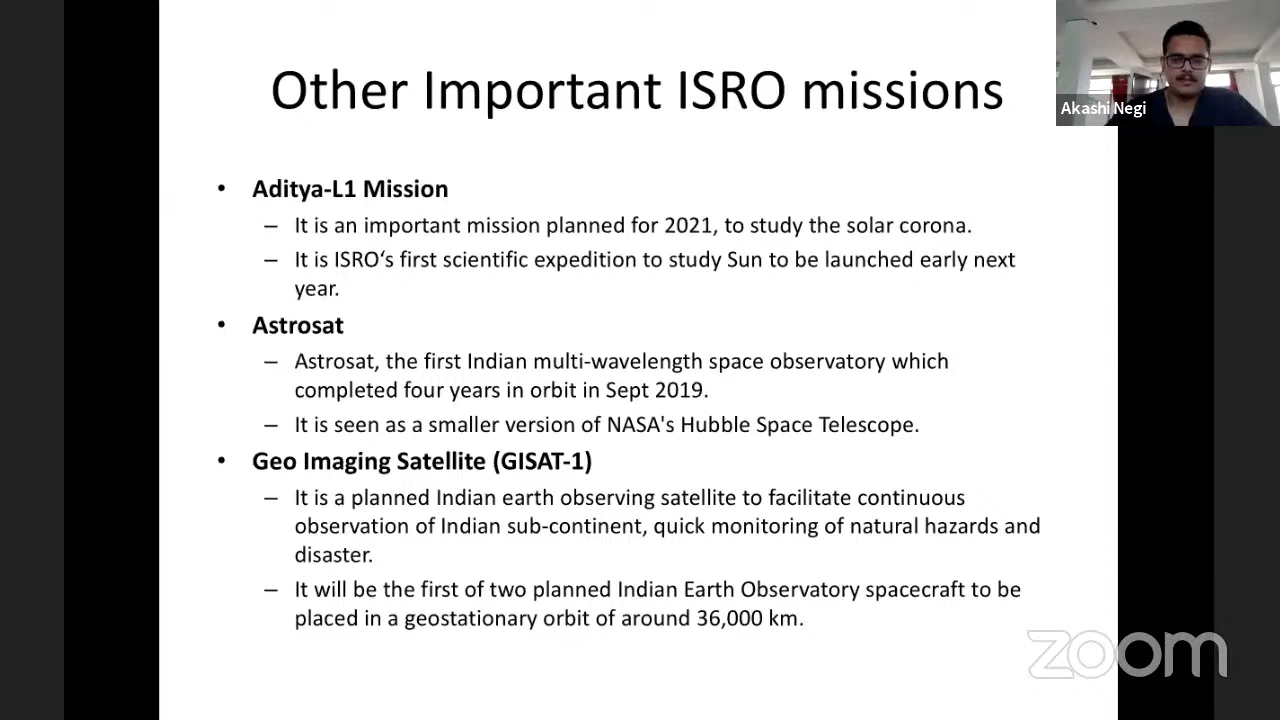 Other Important ISRO missions
Akashi Negi
• Aditya-L1 Mission
– It is an important mission planned for 2021, to study the solar corona.
– It is ISRO‘s first scientific expedition to study Sun to be launched early next
year.
• Astrosat
– Astrosat, the first Indian multi-wavelength space observatory which
completed four years in orbit in Sept 2019.
– It is seen as a smaller version of NASA's Hubble Space Telescope.
• Geo Imaging Satellite (GISAT-1)
– It is a planned Indian earth observing satellite to facilitate continuous
observation of Indian sub-continent, quick monitoring of natural hazards and
disaster.
– It will be the first of two planned Indian Earth Observatory spacecraft to be
placed in a geostationary orbit of around 36,000 km.
zoom